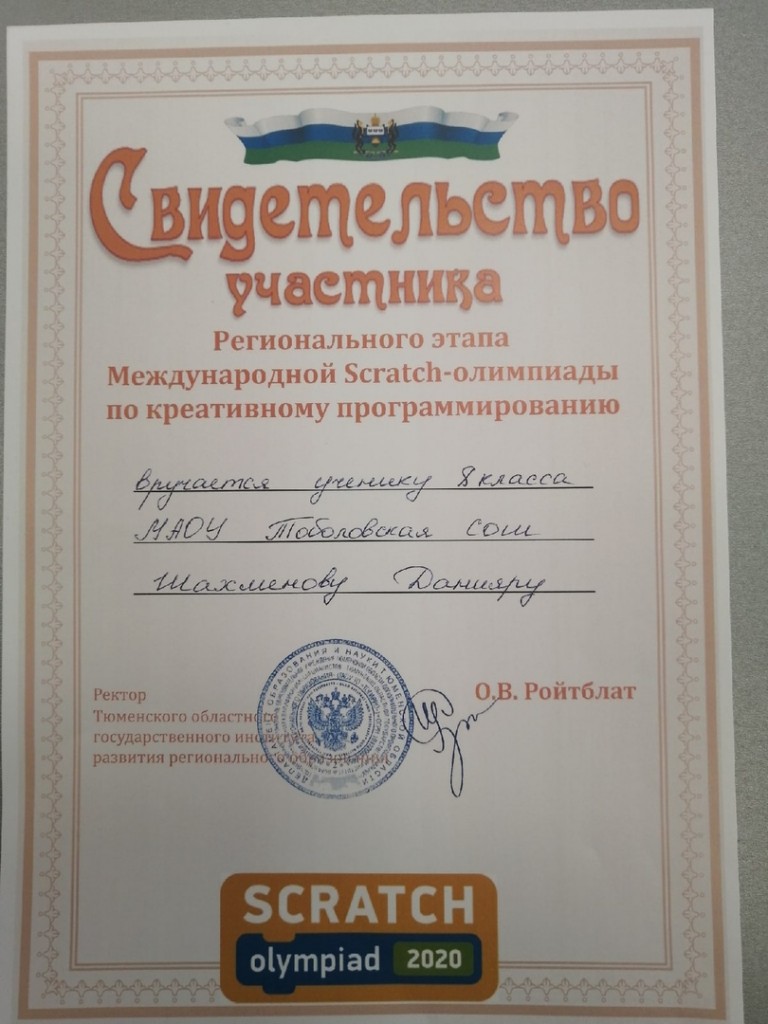 Свидетельство
участника
Регионального этапа
Международной Scratch-олимпиады
по креативному программированию
вручается ученику 8 класса
МАОУ Тоболовская СОШ
Шахменову Данияру
Ректор
Тюменского областного
государственного института
развития регионального образования
О.В. Ройтблат
SCRATCH
olympiad 2020